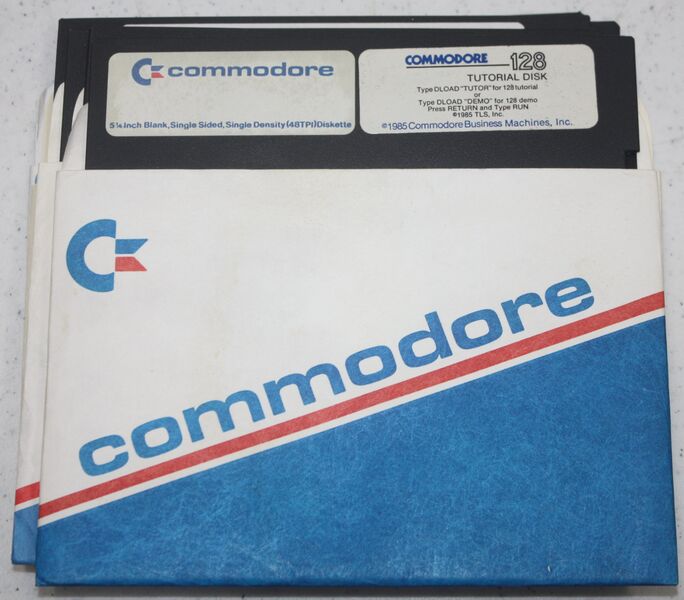 commodore
5¼ Inch Blank, Single Sided, Single Density (48TPI) Diskette
COMMODORE 128
TUTORIAL DISK
Type DLOAD "TUTOR" for 128 tutorial
or
Type DLOAD "DEMO" for 128 demo
Press RETURN and Type RUN
©1985 TLS, Inc.
©1985 Commodore Business Machines, Inc.
commodore